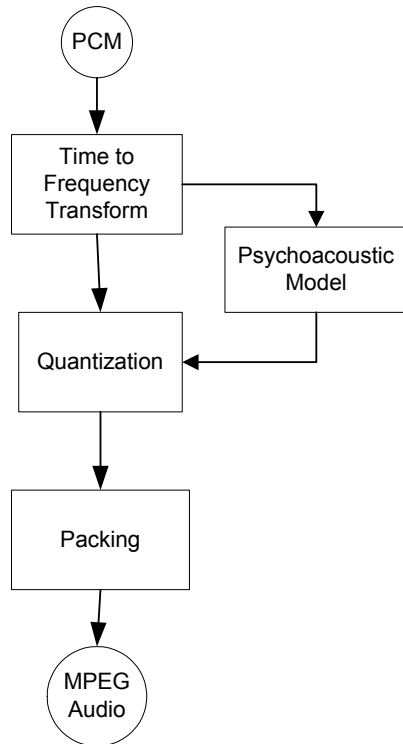 PCM
Time to
Frequency
Transform
Psychoacoustic
Model
Quantization
Packing
MPEG
Audio